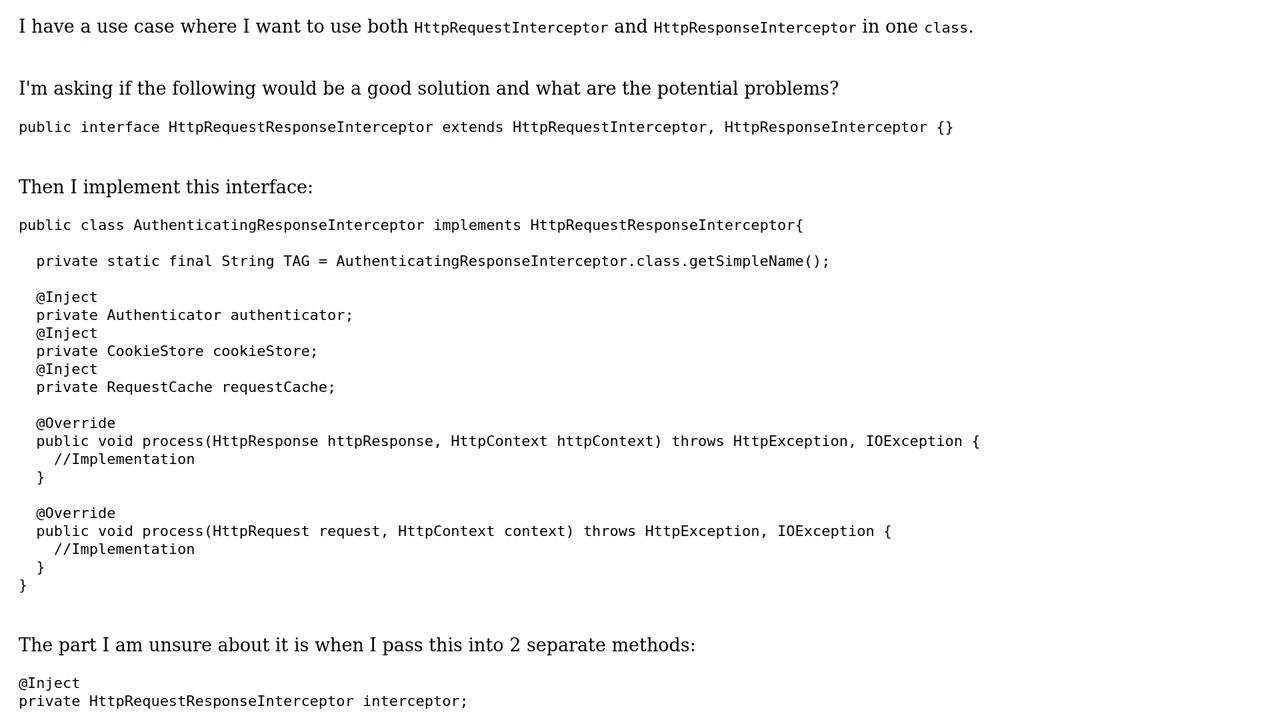 I have a use case where I want to use both HttpRequestInterceptor and HttpResponseInterceptor in one class.
I'm asking if the following would be a good solution and what are the potential problems?
public interface HttpRequestResponseInterceptor extends HttpRequestInterceptor, HttpResponseInterceptor {}
Then I implement this interface:
public class AuthenticatingResponseInterceptor implements HttpRequestResponseInterceptor{
  private static final String TAG = AuthenticatingResponseInterceptor.class.getSimpleName();
  @Inject
  private Authenticator authenticator;
  @Inject
  private CookieStore cookieStore;
  @Inject
  private RequestCache requestCache;
  @Override
  public void process(HttpResponse httpResponse, HttpContext httpContext) throws HttpException, IOException {
    //Implementation
  }
  @Override
  public void process(HttpRequest request, HttpContext context) throws HttpException, IOException {
    //Implementation
  }
}
The part I am unsure about it is when I pass this into 2 separate methods:
@Inject
private HttpRequestResponseInterceptor interceptor;